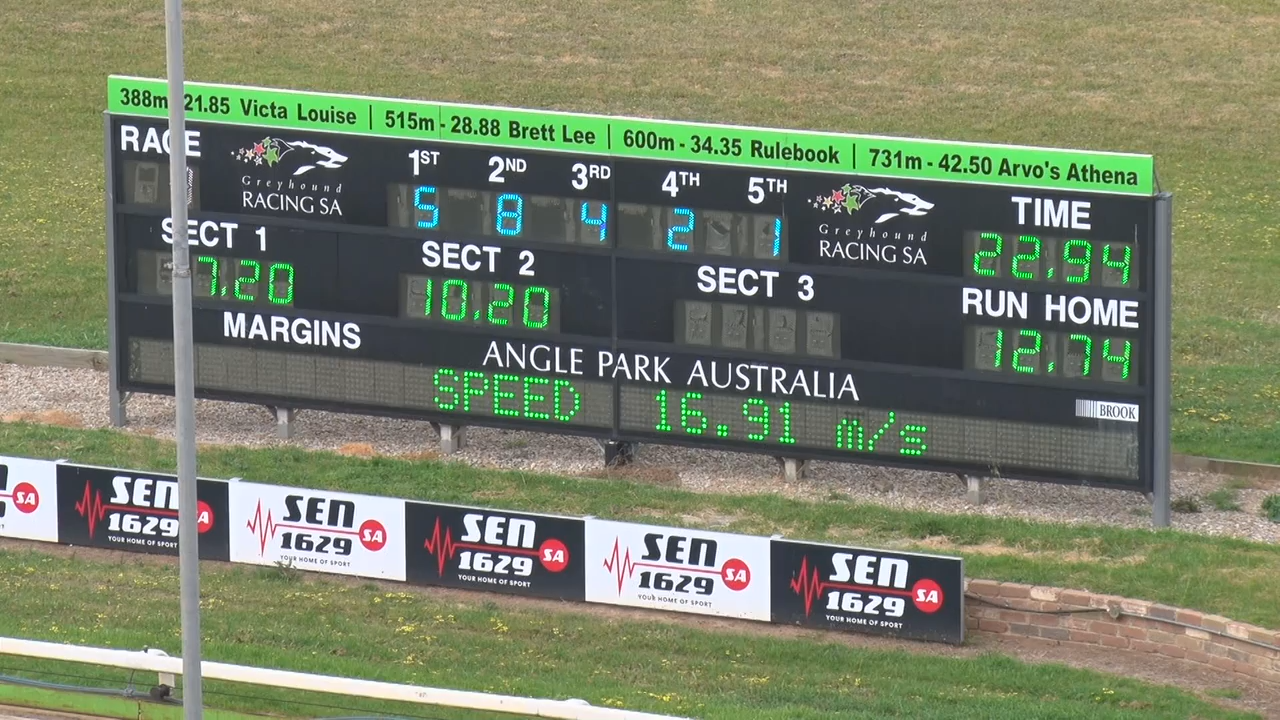 388m - 21.85 Victa Louise | 515m - 28.88 Brett Lee | 600m - 34.35 Rulebook | 731m - 42.50 Arvo's Athena
RACE
Greyhound
RACING SA
1ST 2ND 3RD 4TH 5TH
5 8 4 2 1
Greyhound
RACING SA
TIME
22.94
SECT 1
7.20
SECT 2
10.20
SECT 3
RUN HOME
12.74
MARGINS
ANGLE PARK AUSTRALIA
SPEED 16.91 m/s
BROOK
SA
SEN
1629
SA
YOUR HOME OF SPORT
SEN
1629
SA
YOUR HOME OF SPORT
SEN
1629
SA
YOUR HOME OF SPORT
SEN
1629
SA
YOUR HOME OF SPORT
SEN
1629
SA
YOUR HOME OF SPORT